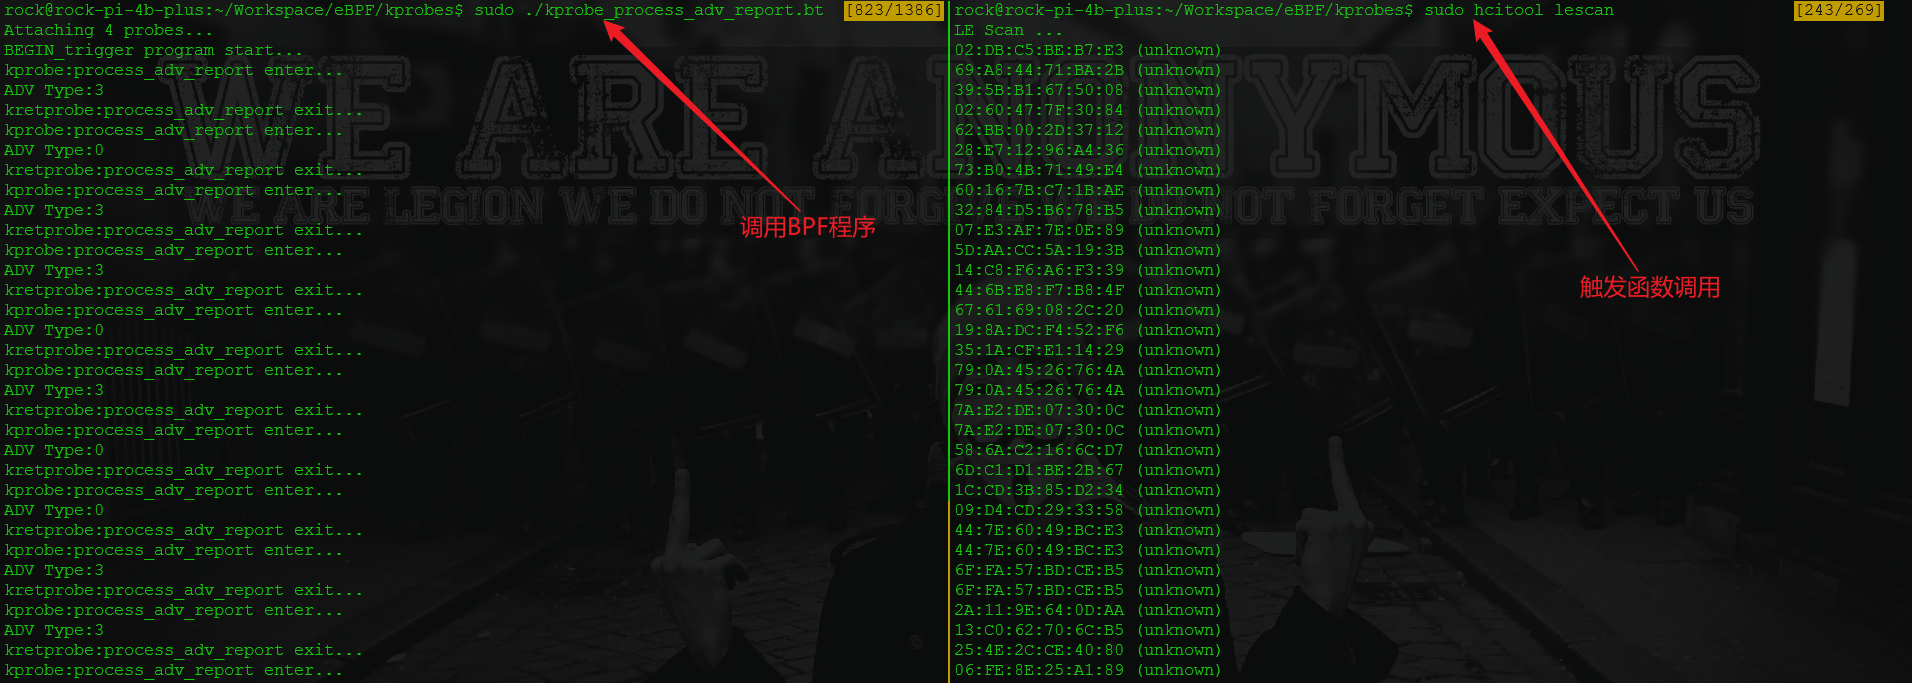 rock@rock-pi-4b-plus:~/Workspace/eBPF/kprobes$ sudo ./kprobe_process_adv_report.bt [823/1386]
Attaching 4 probes...
BEGIN trigger program start...
kprobe:process_adv_report enter...
ADV Type:3
kretprobe:process_adv_report exit...
kprobe:process_adv_report enter...
ADV Type:0
kretprobe:process_adv_report exit...
kprobe:process_adv_report enter...
ADV Type:3
kretprobe:process_adv_report exit...
kprobe:process_adv_report enter...
ADV Type:3
kretprobe:process_adv_report exit...
kprobe:process_adv_report enter...
ADV Type:0
kretprobe:process_adv_report exit...
kprobe:process_adv_report enter...
ADV Type:3
kretprobe:process_adv_report exit...
kprobe:process_adv_report enter...
ADV Type:0
kretprobe:process_adv_report exit...
kprobe:process_adv_report enter...
ADV Type:0
kretprobe:process_adv_report exit...
kprobe:process_adv_report enter...
ADV Type:3
kretprobe:process_adv_report exit...
kprobe:process_adv_report enter...
ADV Type:3
kretprobe:process_adv_report exit...
kprobe:process_adv_report enter...
调用BPF程序
rock@rock-pi-4b-plus:~/Workspace/eBPF/kprobes$ sudo hcitool lescan [243/269]
LE Scan ...
02:DB:C5:BE:B7:E3 (unknown)
69:A8:44:71:BA:2B (unknown)
39:5B:B1:67:50:08 (unknown)
02:60:47:7F:30:84 (unknown)
62:BB:00:2D:37:12 (unknown)
28:E7:12:96:A4:36 (unknown)
73:B0:4B:71:49:E4 (unknown)
60:16:7B:C7:1B:AE (unknown)
32:84:D5:B6:78:B5 (unknown)
07:E3:AF:7E:0E:89 (unknown)
5D:AA:CC:5A:19:3B (unknown)
14:C8:F6:A6:F3:39 (unknown)
44:6B:E8:F7:B8:4F (unknown)
67:61:69:08:2C:20 (unknown)
19:8A:DC:F4:52:F6 (unknown)
35:1A:CF:E1:14:29 (unknown)
79:0A:45:26:76:4A (unknown)
79:0A:45:26:76:4A (unknown)
7A:E2:DE:07:30:0C (unknown)
7A:E2:DE:07:30:0C (unknown)
58:6A:C2:16:6C:D7 (unknown)
6D:C1:D1:BE:2B:67 (unknown)
1C:CD:3B:85:D2:34 (unknown)
09:D4:CD:29:33:58 (unknown)
44:7E:60:49:BC:E3 (unknown)
44:7E:60:49:BC:E3 (unknown)
6F:FA:57:BD:CE:B5 (unknown)
6F:FA:57:BD:CE:B5 (unknown)
2A:11:9E:64:0D:AA (unknown)
13:C0:62:70:6C:B5 (unknown)
25:4E:2C:CE:40:80 (unknown)
06:FE:8E:25:A1:89 (unknown)
触发函数调用
WE ARE ANONYMOUS
WE ARE LEGION WE DO NOT FORG NOT FORGET EXPECT US